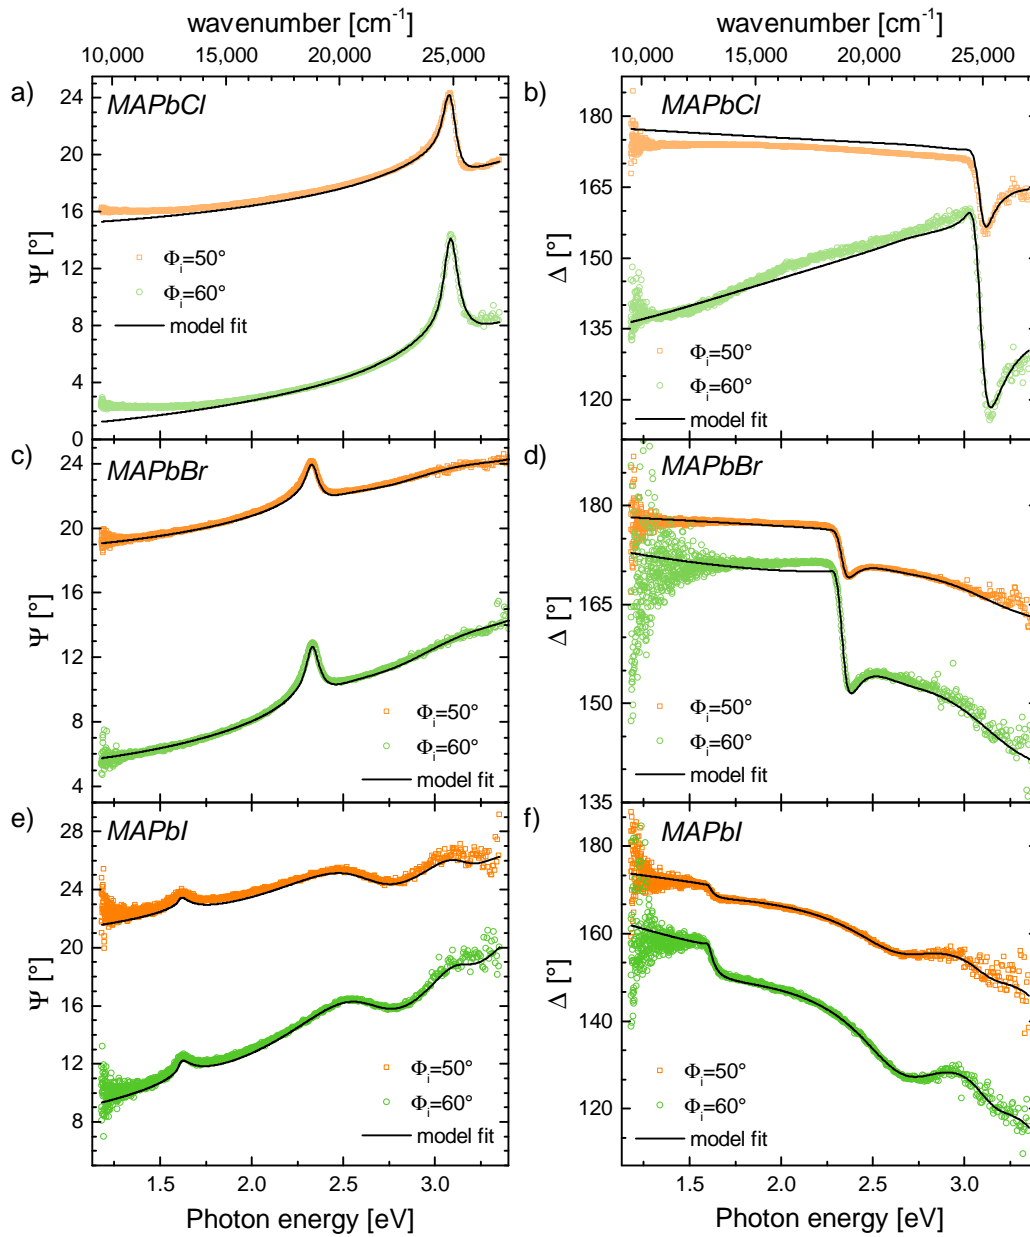 wavenumber [cm⁻¹] wavenumber [cm⁻¹]
10,000 15,000 20,000 25,000 10,000 15,000 20,000 25,000
a) MAPbCl
24
20
16
12
8
4
0
Ψ [°]
Φi=50°
Φi=60°
model fit
b) MAPbCl
180
165
150
135
120
Δ [°]
Φi=50°
Φi=60°
model fit
c) MAPbBr
24
20
16
12
8
4
Ψ [°]
Φi=50°
Φi=60°
model fit
d) MAPbBr
180
165
150
135
Δ [°]
Φi=50°
Φi=60°
model fit
e) MAPbI
28
24
20
16
12
8
Ψ [°]
Φi=50°
Φi=60°
model fit
f) MAPbI
180
160
140
120
Δ [°]
Φi=50°
Φi=60°
model fit
1.5 2.0 2.5 3.0 1.5 2.0 2.5 3.0
Photon energy [eV] Photon energy [eV]